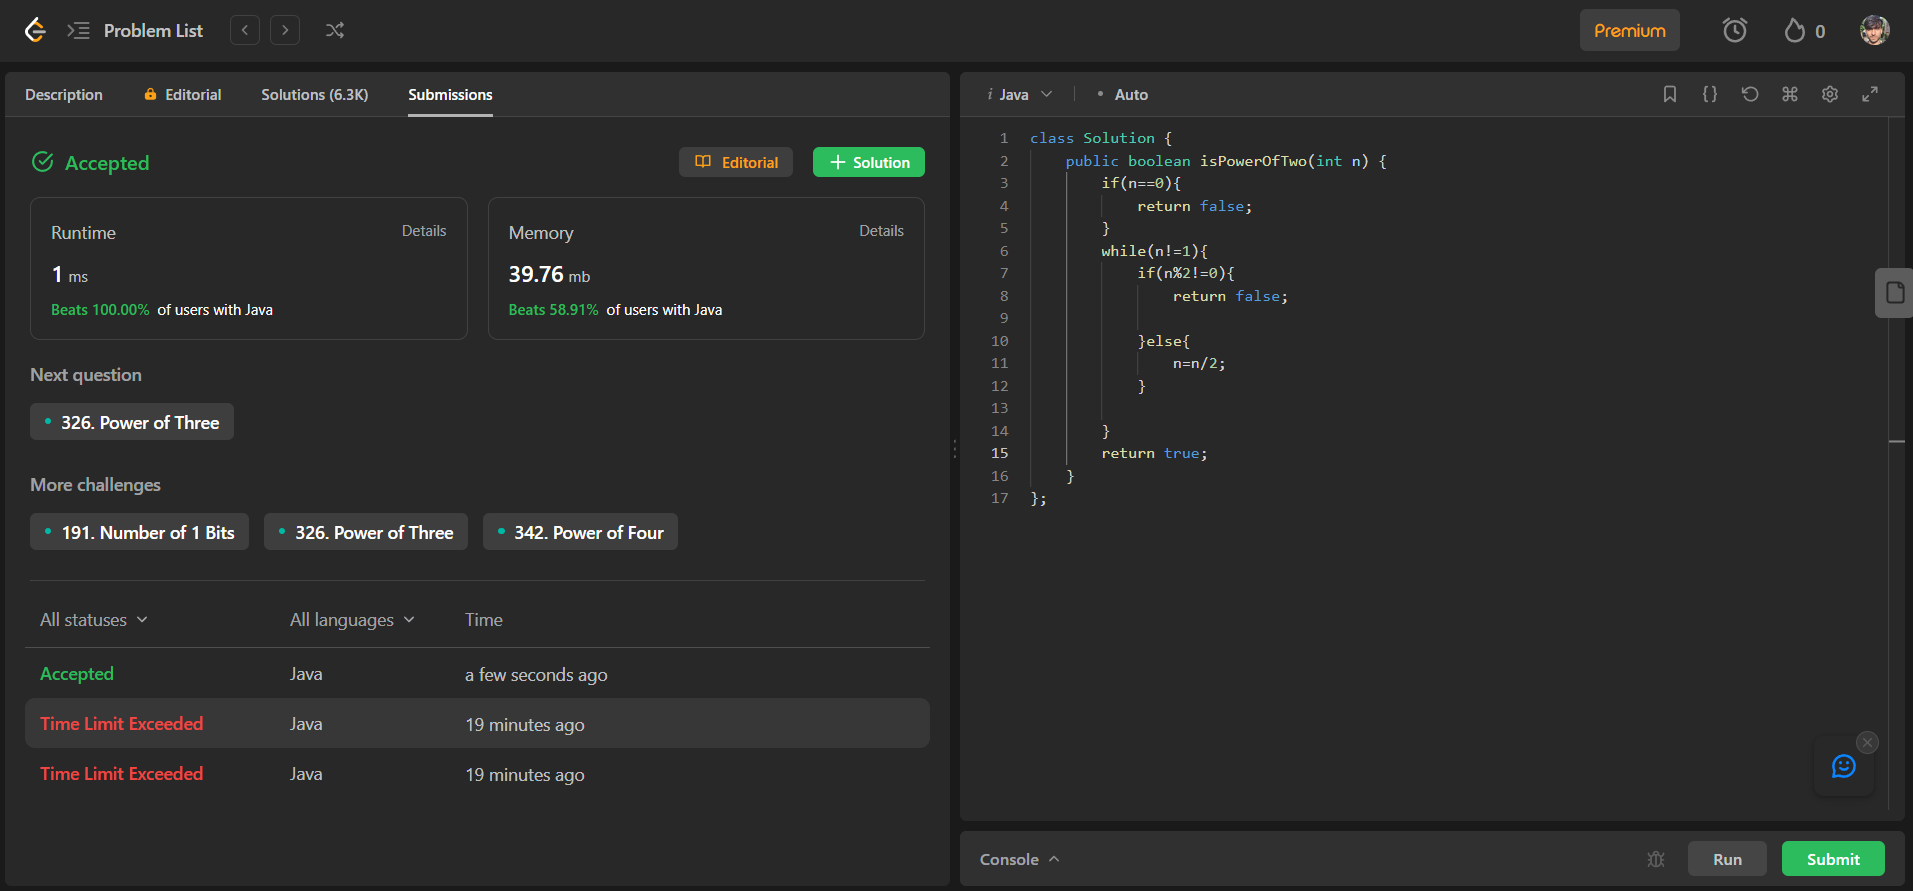 Problem List
Premium
0
Description
Editorial
Solutions (6.3K)
Submissions
Accepted
Editorial
Solution
Runtime
Details
1 ms
Beats 100.00% of users with Java
Memory
Details
39.76 mb
Beats 58.91% of users with Java
Next question
326. Power of Three
More challenges
191. Number of 1 Bits
326. Power of Three
342. Power of Four
All statuses
All languages
Time
Accepted Java a few seconds ago
Time Limit Exceeded Java 19 minutes ago
Time Limit Exceeded Java 19 minutes ago
i Java
Auto
1 class Solution {
2     public boolean isPowerOfTwo(int n) {
3         if(n==0){
4             return false;
5         }
6         while(n!=1){
7             if(n%2!=0){
8                 return false;
9
10             }else{
11                 n=n/2;
12             }
13
14         }
15         return true;
16     }
17 };
Console
Run
Submit